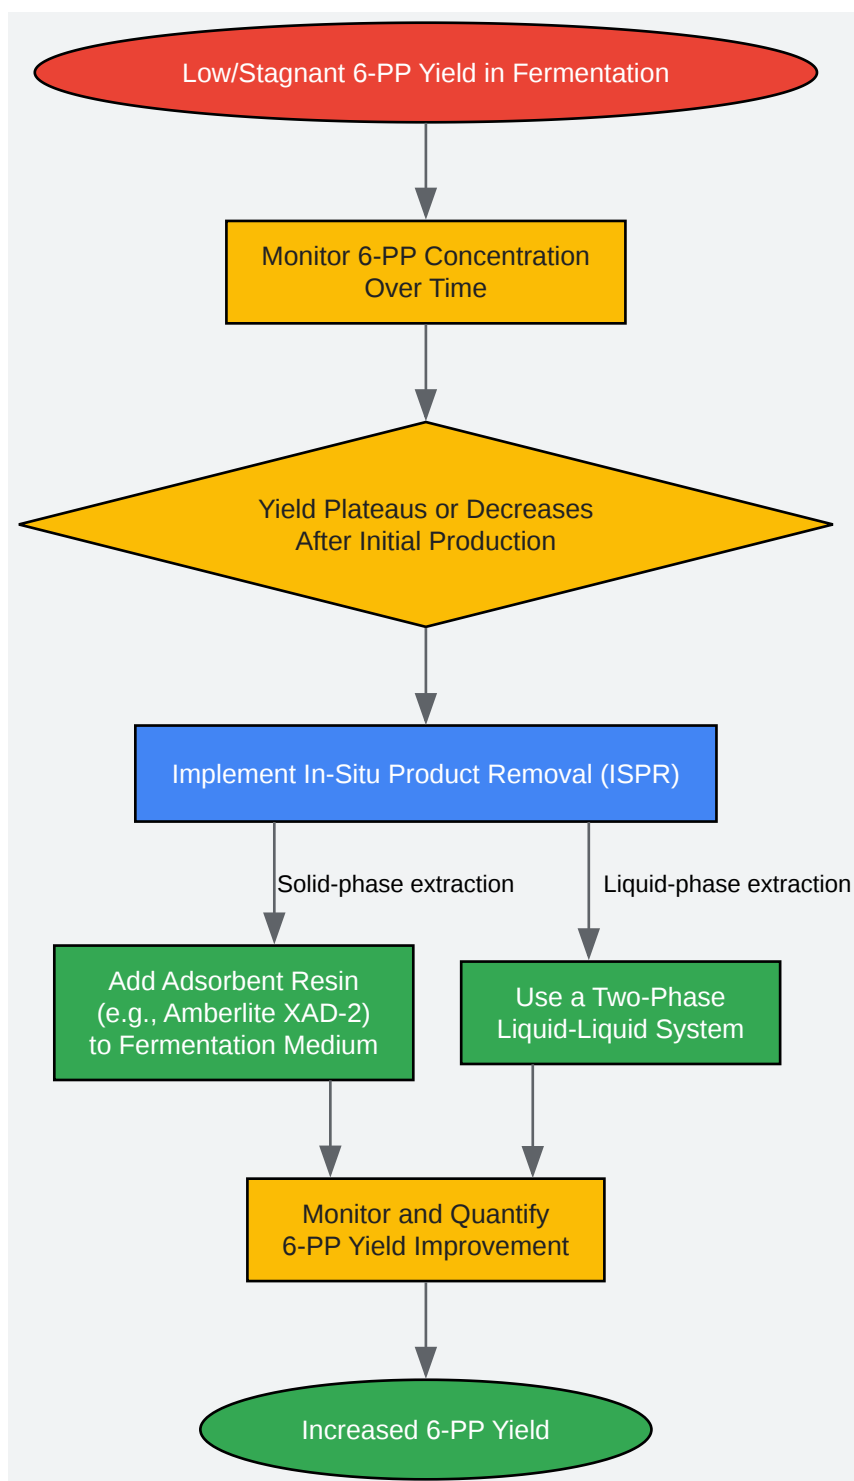 Low/Stagnant 6-PP Yield in Fermentation
Monitor 6-PP Concentration
Over Time
Yield Plateaus or Decreases
After Initial Production
Implement In-Situ Product Removal (ISPR)
Solid-phase extraction
Liquid-phase extraction
Add Adsorbent Resin
(e.g., Amberlite XAD-2)
to Fermentation Medium
Use a Two-Phase
Liquid-Liquid System
Monitor and Quantify
6-PP Yield Improvement
Increased 6-PP Yield